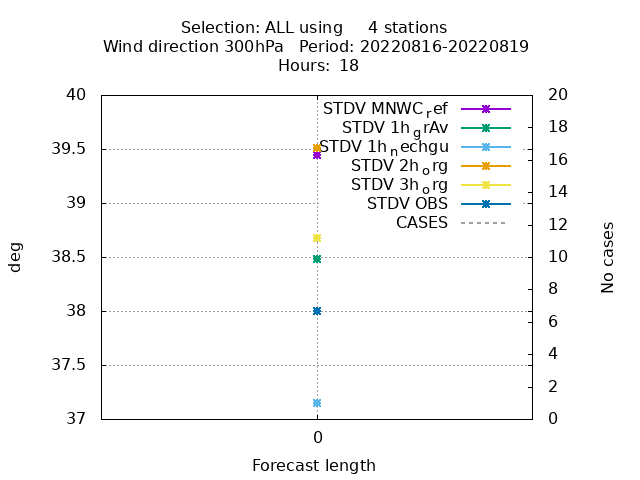 Selection: ALL using     4 stations
Wind direction 300hPa   Period: 20220816-20220819
Hours: 18
40
39.5
39
38.5
38
37.5
37
deg
20
18
16
14
12
10
8
6
4
2
0
No cases
STDV MNWC_ref
STDV 1h_grAv
STDV 1h_nechgu
STDV 2h_org
STDV 3h_org
STDV OBS
CASES
0
Forecast length